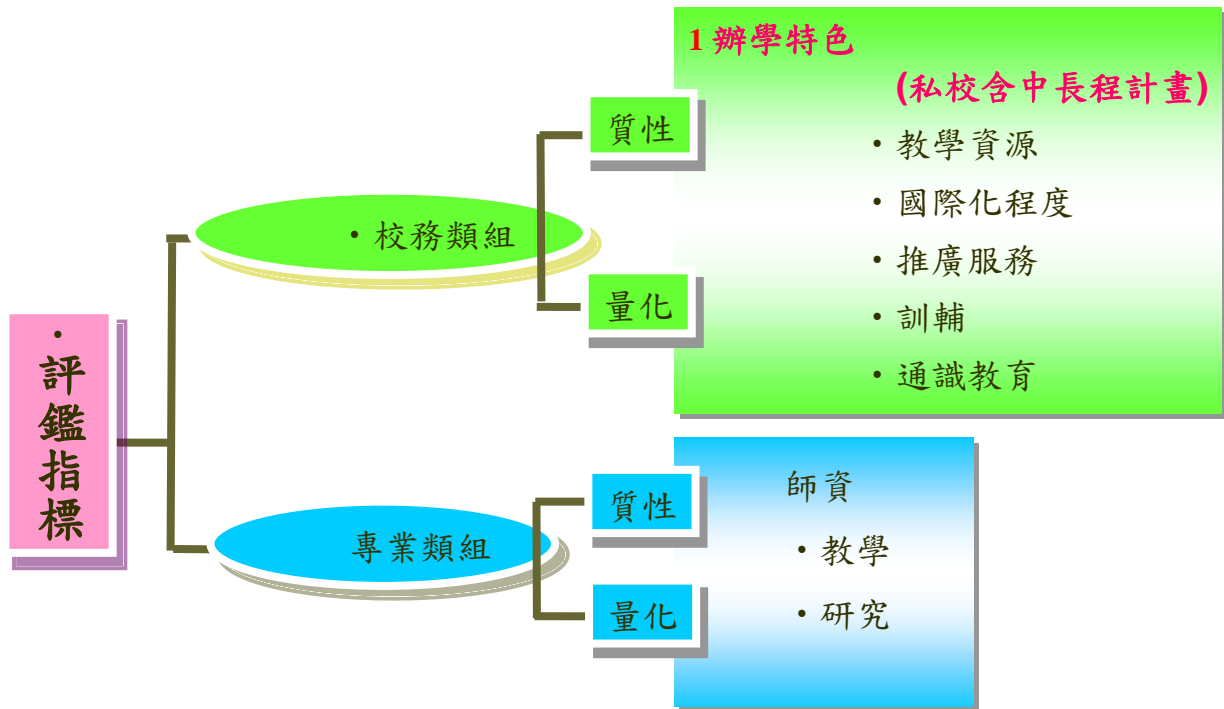 ・評鑑指標
・校務類組
質性
量化
1 辦學特色
(私校含中長程計畫)
・教學資源
・國際化程度
・推廣服務
・訓輔
・通識教育
專業類組
質性
量化
師資
・教學
・研究